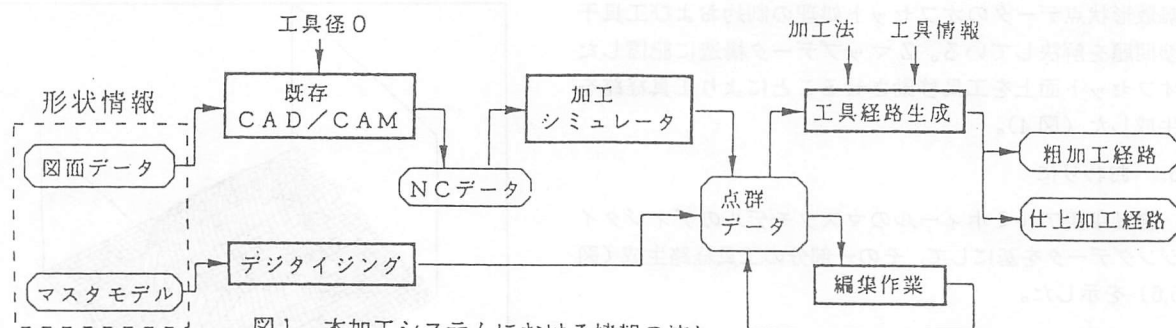 工具径0
加工法
工具情報
形状情報
既存
CAD/CAM
加工
シミュレータ
工具経路生成
図面データ
NCデータ
点群
データ
粗加工経路
仕上加工経路
デジタイジング
マスタモデル
編集作業
図1 本加工システムにおける情報の流れ